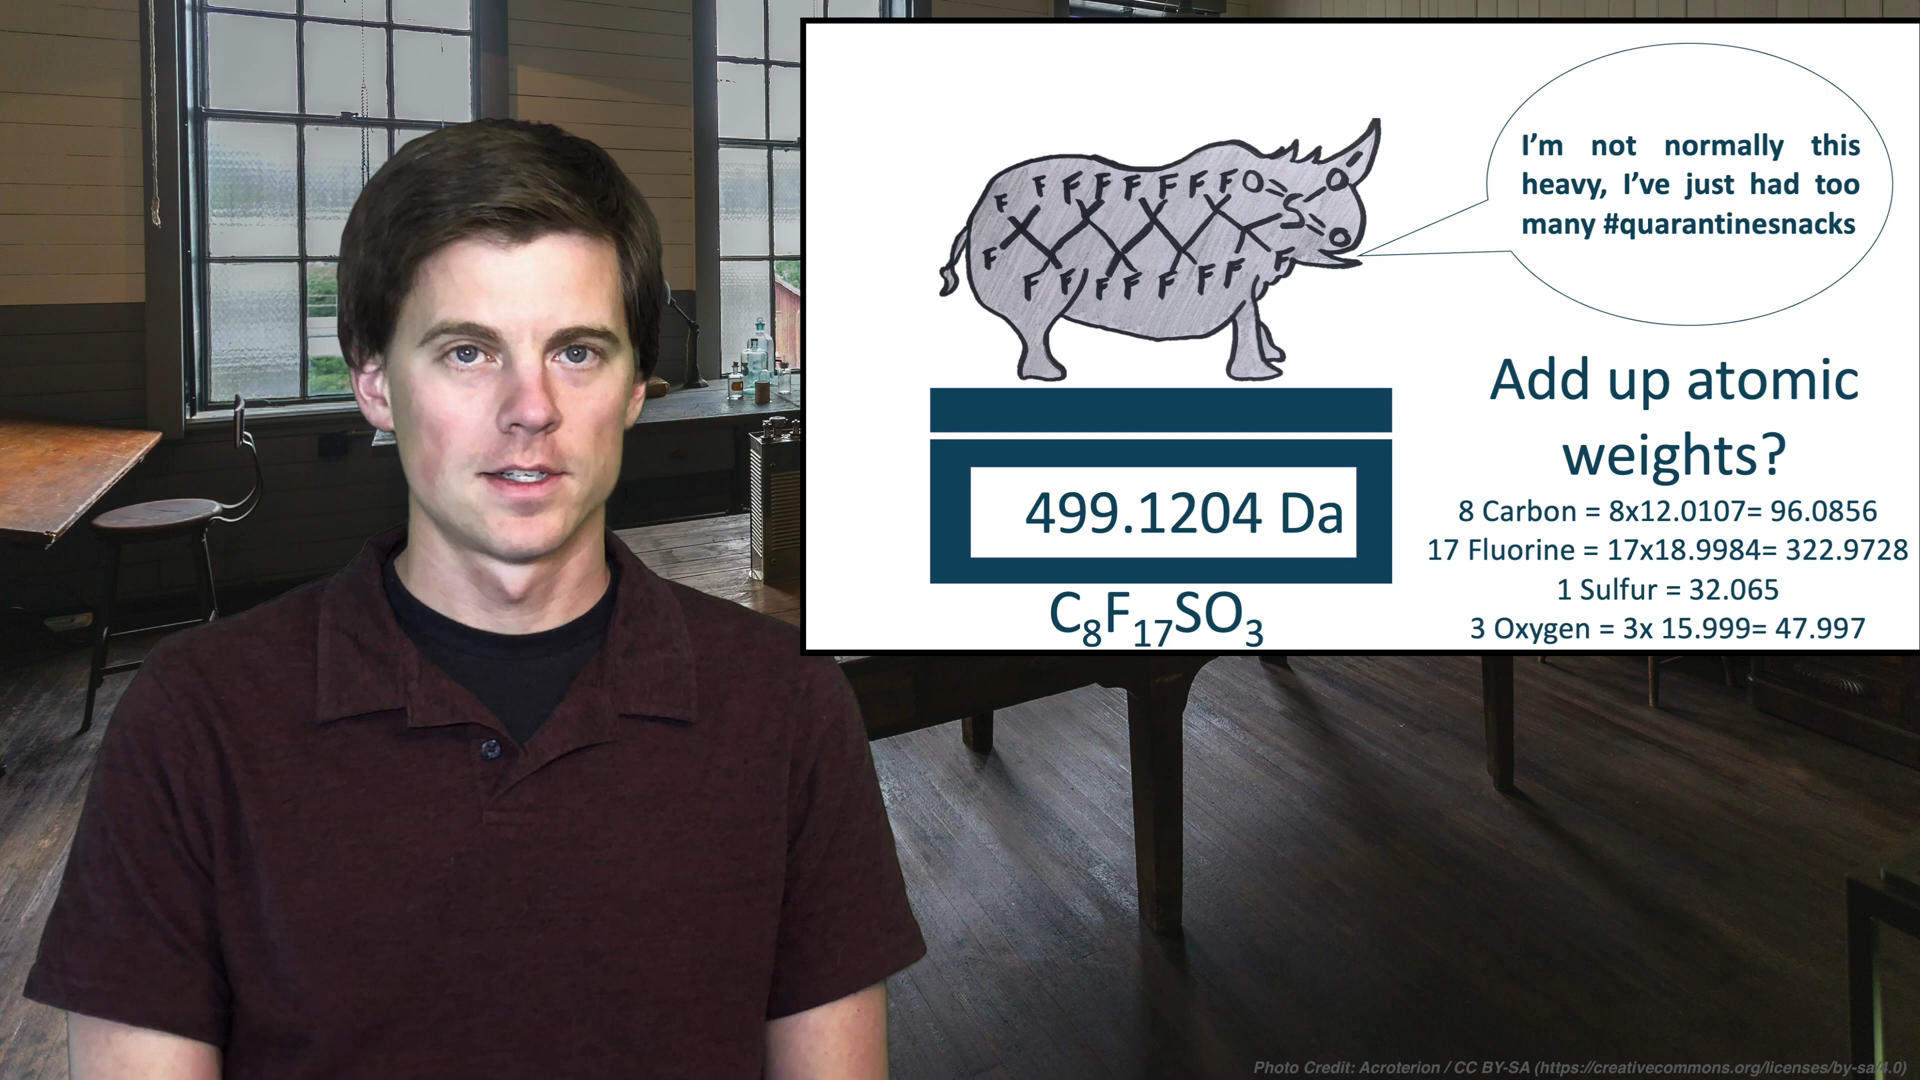 I’m not normally this
heavy, I’ve just had too
many #quarantinesnacks
F F F F F F F O
F S O
F O
F F F F F F F F
499.1204 Da
C₈F₁₇SO₃
Add up atomic
weights?
8 Carbon = 8x12.0107= 96.0856
17 Fluorine = 17x18.9984= 322.9728
1 Sulfur = 32.065
3 Oxygen = 3x 15.999= 47.997
Photo Credit: Acroterion / CC BY-SA (https://creativecommons.org/licenses/by-sa/4.0)